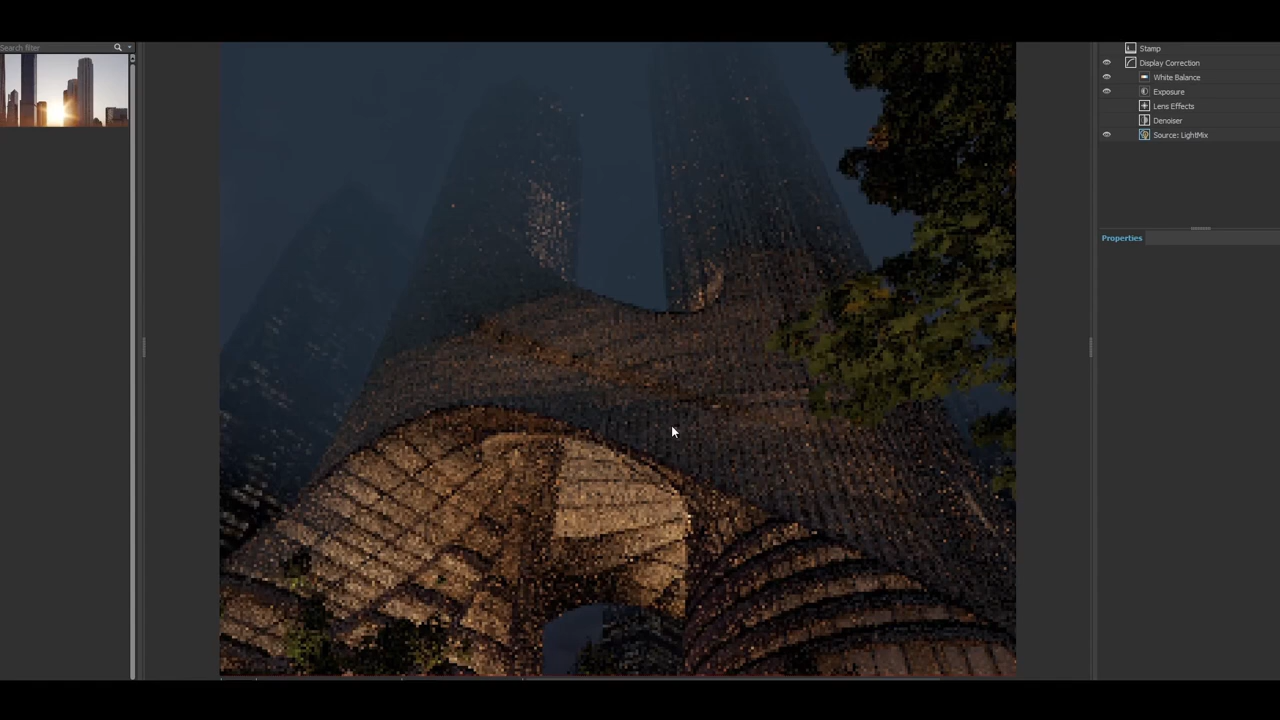 Search filter
Stamp
Display Correction
White Balance
Exposure
Lens Effects
Denoiser
Source: LightMix
Properties